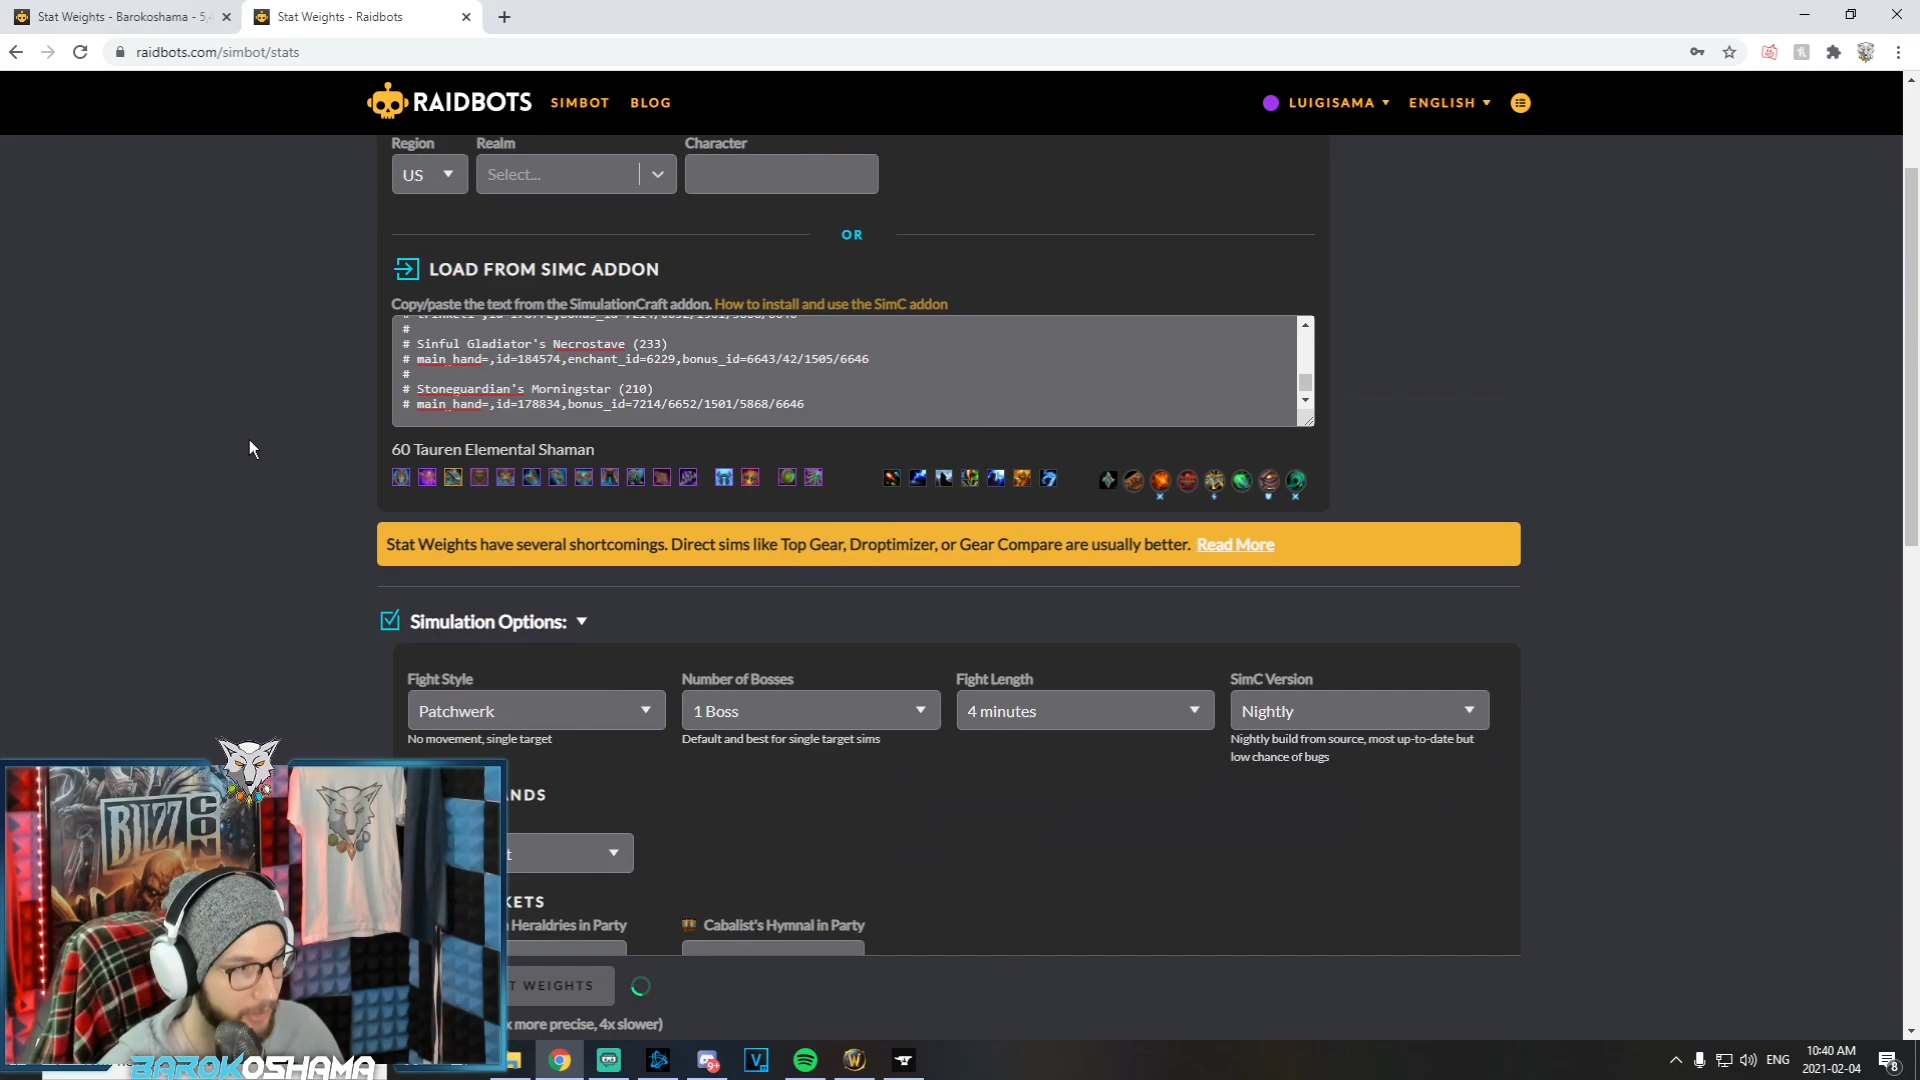 Stat Weights - Barokoshama - 5,4
Stat Weights - Raidbots
raidbots.com/simbot/stats
RAIDBOTS
SIMBOT
BLOG
LUIGISAMA
ENGLISH
Region
Realm
Character
US
Select...
OR
LOAD FROM SIMC ADDON
Copy/paste the text from the SimulationCraft addon. How to install and use the SimC addon
#
# Sinful Gladiator's Necrostave (233)
# main_hand=,id=184574,enchant_id=6229,bonus_id=6643/42/1505/6646
#
# Stoneguardian's Morningstar (210)
# main_hand=,id=178834,bonus_id=7214/6652/1501/5868/6646
60 Tauren Elemental Shaman
Stat Weights have several shortcomings. Direct sims like Top Gear, Droptimizer, or Gear Compare are usually better. Read More
Simulation Options:
Fight Style
Number of Bosses
Fight Length
SimC Version
Patchwerk
1 Boss
4 minutes
Nightly
No movement, single target
Default and best for single target sims
Nightly build from source, most up-to-date but
low chance of bugs
NDS
t
KETS
Heraldries in Party
Cabalist's Hymnal in Party
T WEIGHTS
x more precise, 4x slower)
BLIZZ
CON
BAROKOSHAMA
9+
ENG
10:40 AM
2021-02-04
8